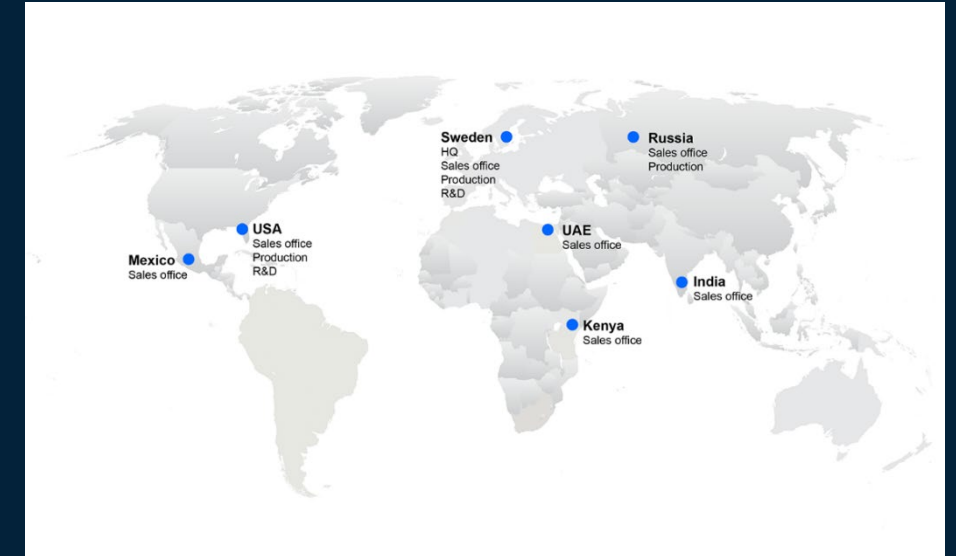 Sweden
HQ
Sales office
Production
R&D
Russia
Sales office
Production
USA
Sales office
Production
R&D
UAE
Sales office
Mexico
Sales office
India
Sales office
Kenya
Sales office